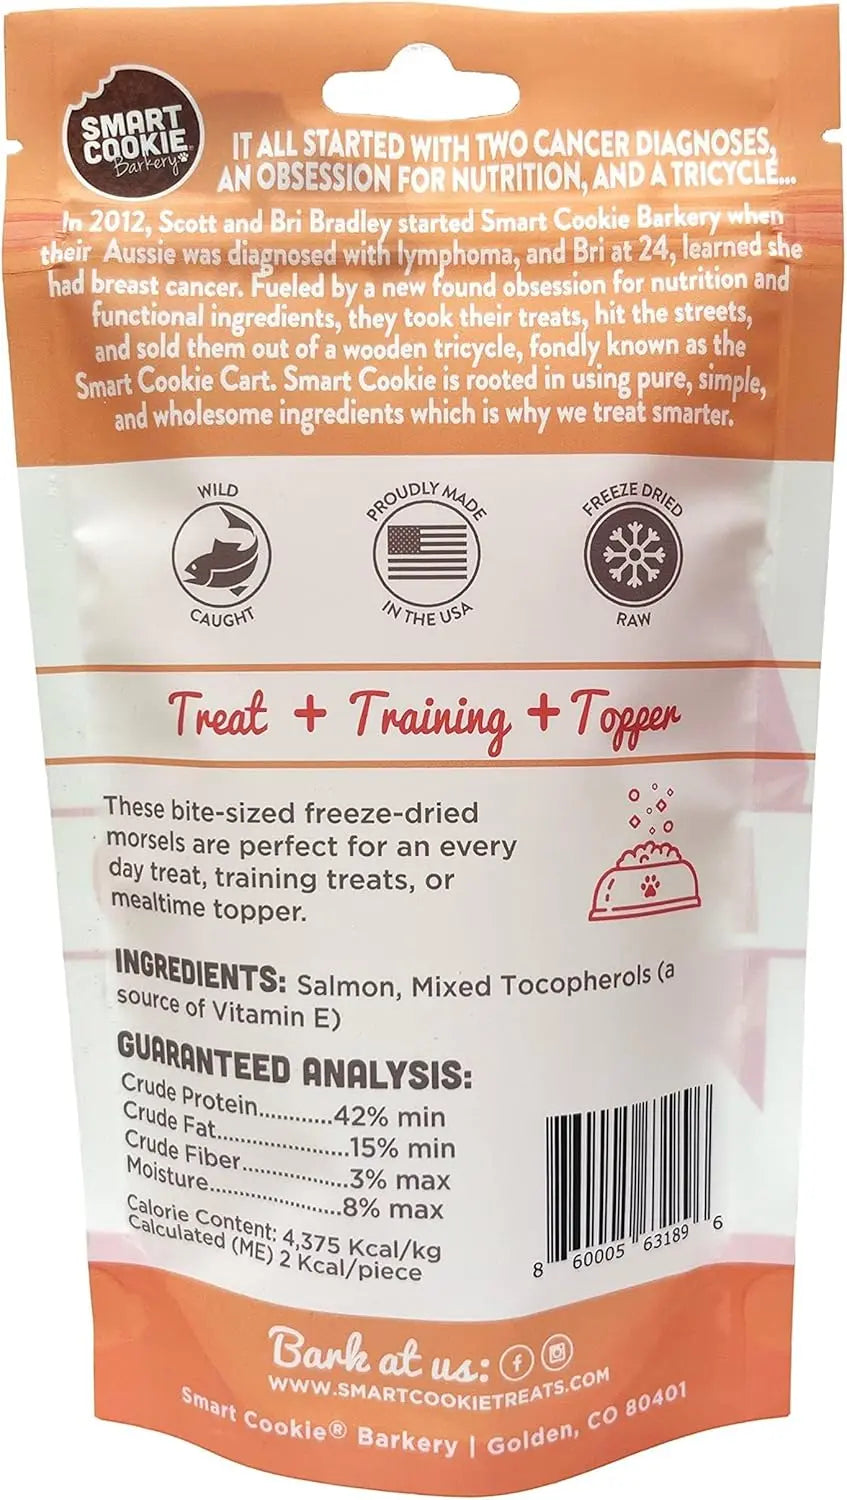 SMART
COOKIE
Barkery
IT ALL STARTED WITH TWO CANCER DIAGNOSES,
AN OBSESSION FOR NUTRITION, AND A TRICYCLE...
In 2012, Scott and Bri Bradley started Smart Cookie Barkery when
their Aussie was diagnosed with lymphoma, and Bri at 24, learned she
had breast cancer. Fueled by a new found obsession for nutrition and
functional ingredients, they took their treats, hit the streets,
and sold them out of a wooden tricycle, fondly known as the
Smart Cookie Cart. Smart Cookie is rooted in using pure, simple,
and wholesome ingredients which is why we treat smarter.
WILD
CAUGHT
PROUDLY MADE
IN THE USA
FREEZE DRIED
RAW
Treat + Training + Topper
These bite-sized freeze-dried
morsels are perfect for an every
day treat, training treats, or
mealtime topper.
INGREDIENTS: Salmon, Mixed Tocopherols (a
source of Vitamin E)
GUARANTEED ANALYSIS:
Crude Protein............42% min
Crude Fat....................15% min
Crude Fiber................3% max
Moisture....................8% max
Calorie Content: 4,375 Kcal/kg
Calculated (ME) 2 Kcal/piece
8 60005 63189 6
Bark at us: f
WWW.SMARTCOOKIETREATS.COM
Smart Cookie® Barkery | Golden, CO 80401